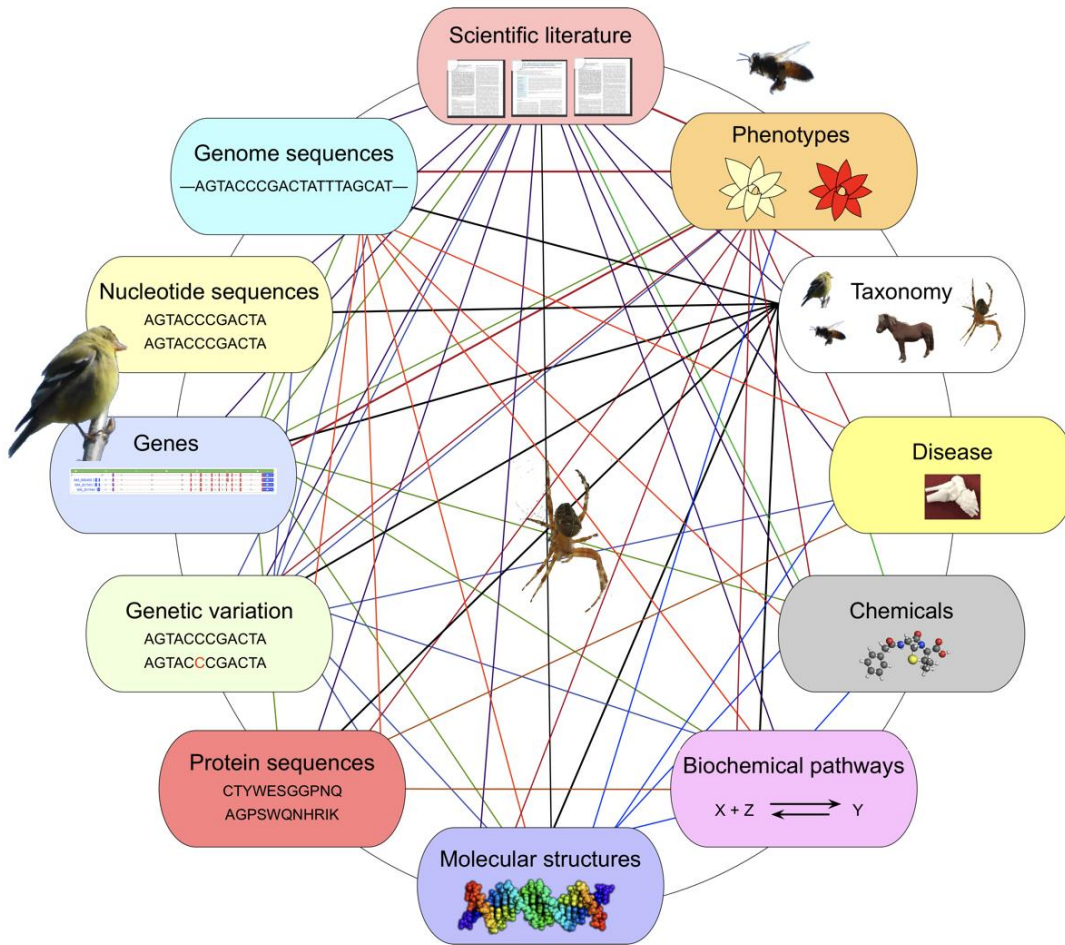 Scientific literature
Phenotypes
Genome sequences
—AGTACCCGACTATTTAGCAT—
Nucleotide sequences
AGTACCCGACTA
AGTACCCGACTA
Taxonomy
Genes
Disease
Genetic variation
AGTACCCGACTA
AGTACCCGACTA
Chemicals
Protein sequences
CTYWESGGPNQ
AGPSWQNHRIK
Biochemical pathways
X + Z Y
Molecular structures